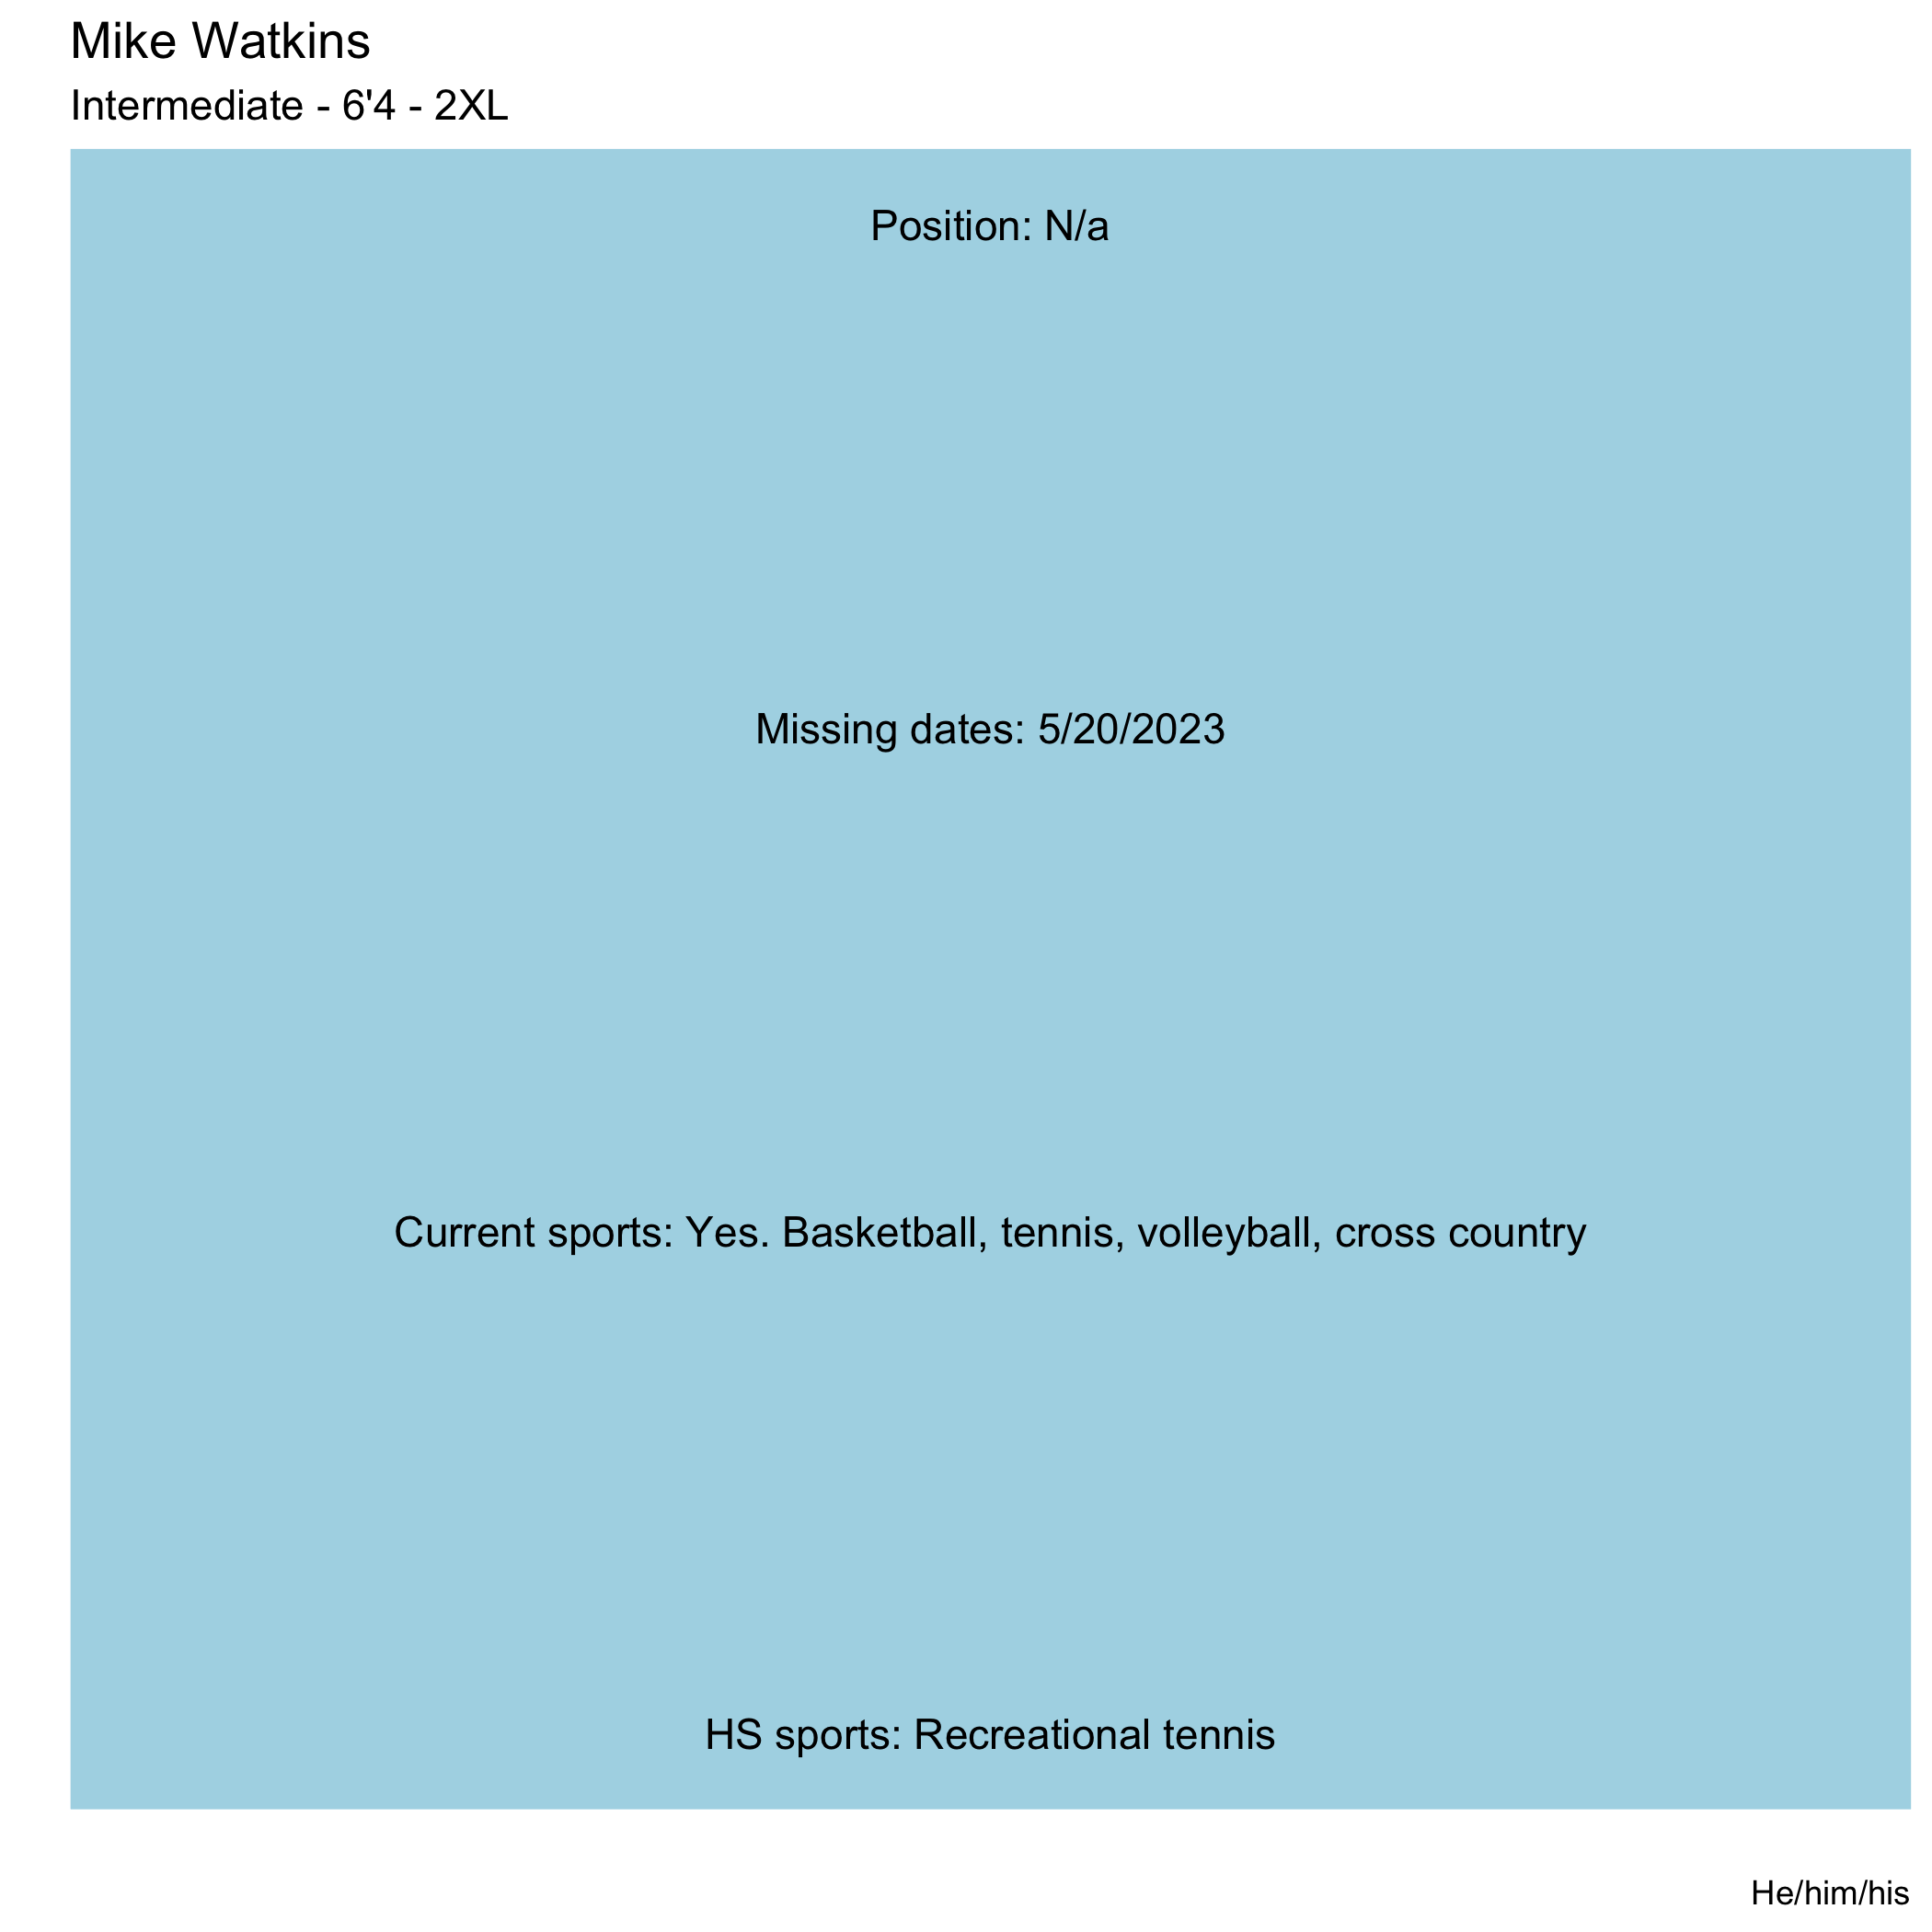 Mike Watkins
Intermediate - 6'4 - 2XL
Position: N/a
Missing dates: 5/20/2023
Current sports: Yes. Basketball, tennis, volleyball, cross country
HS sports: Recreational tennis
He/him/his